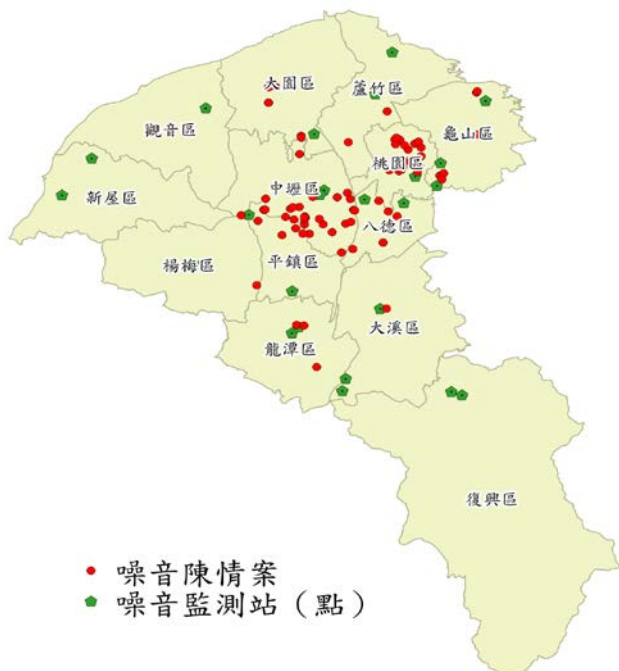 大園區
蘆竹區
觀音區
龜山區
桃園區
中壢區
新屋區
八德區
楊梅區
平鎮區
大溪區
龍潭區
復興區
噪音陳情案
噪音監測站（點）